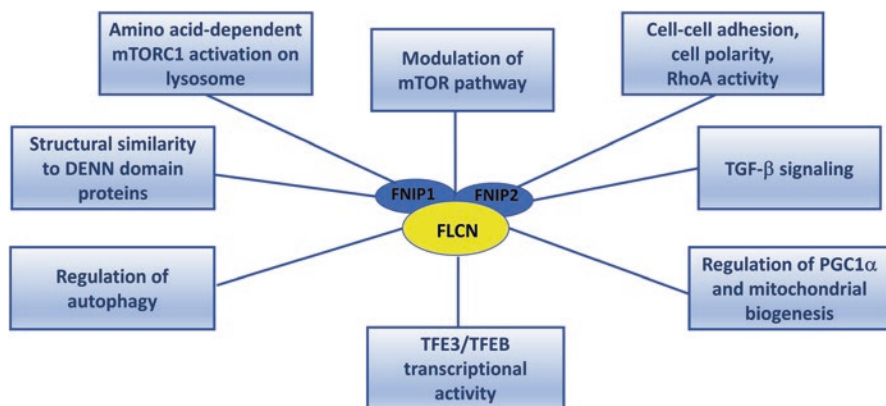 Amino acid-dependent
mTORC1 activation on
lysosome
Modulation of
mTOR pathway
Cell-cell adhesion,
cell polarity,
RhoA activity
Structural similarity
to DENN domain
proteins
FNIP1
FNIP2
FLCN
TGF-β signaling
Regulation of
autophagy
TFE3/TFEB
transcriptional
activity
Regulation of PGC1α
and mitochondrial
biogenesis